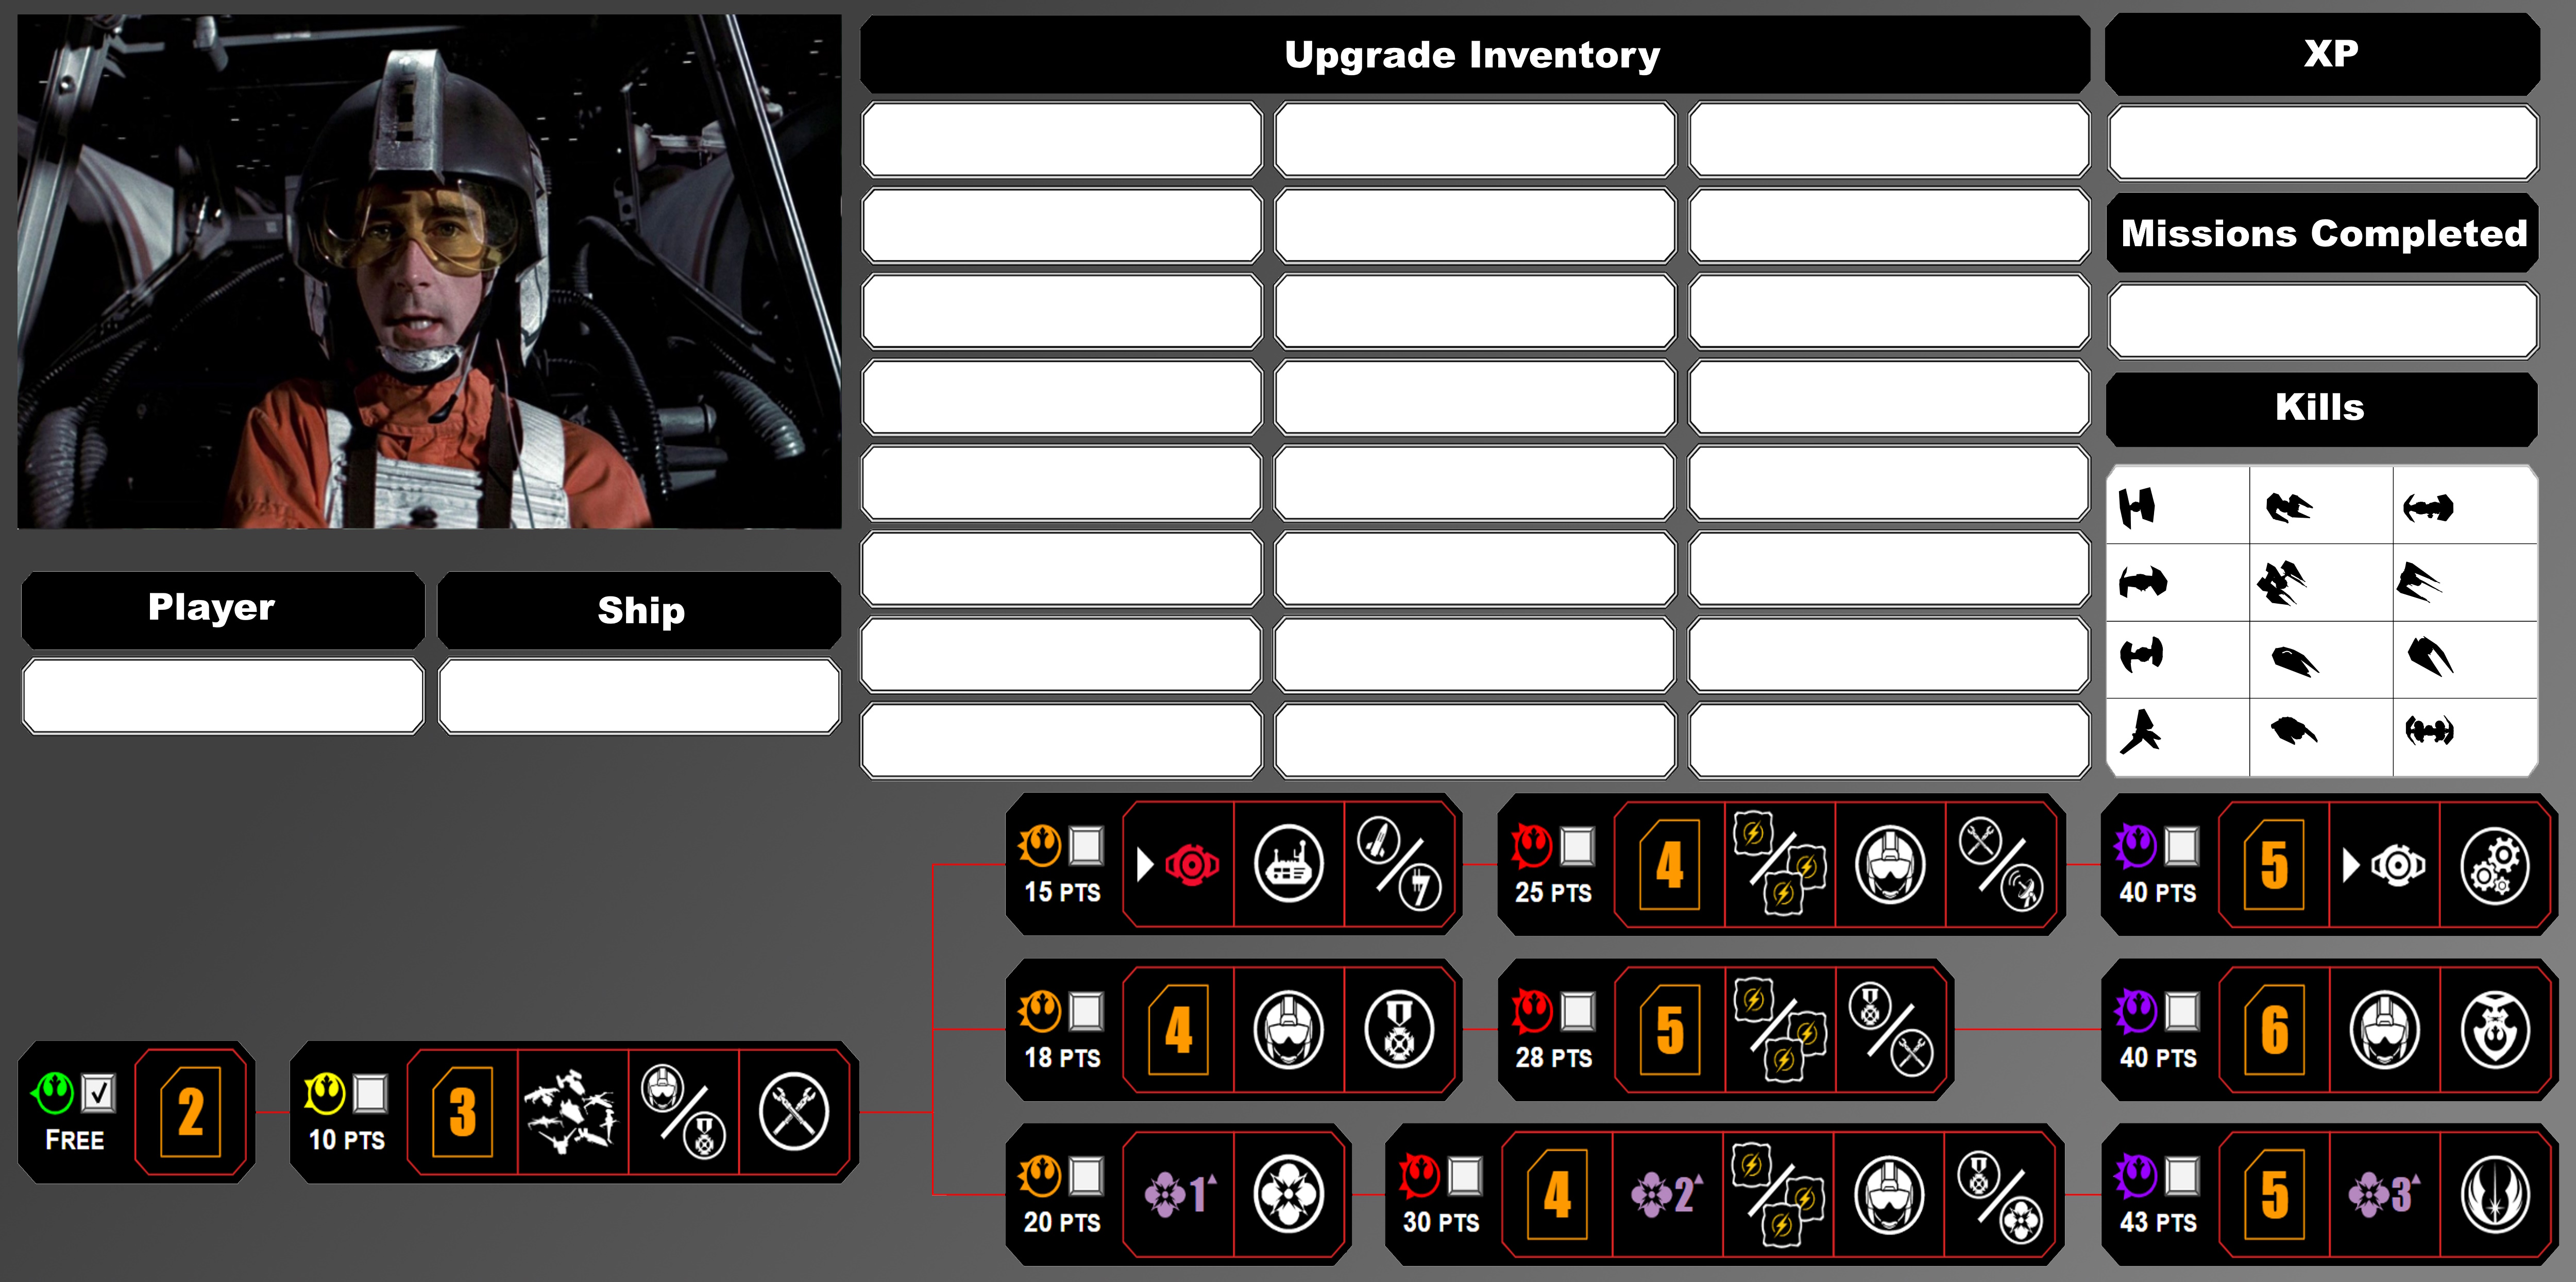 Upgrade Inventory
XP
Missions Completed
Kills
Player
Ship
15 PTS
25 PTS
4
40 PTS
5
18 PTS
4
28 PTS
5
40 PTS
6
FREE
2
10 PTS
3
20 PTS
1
30 PTS
4
2
43 PTS
5
3